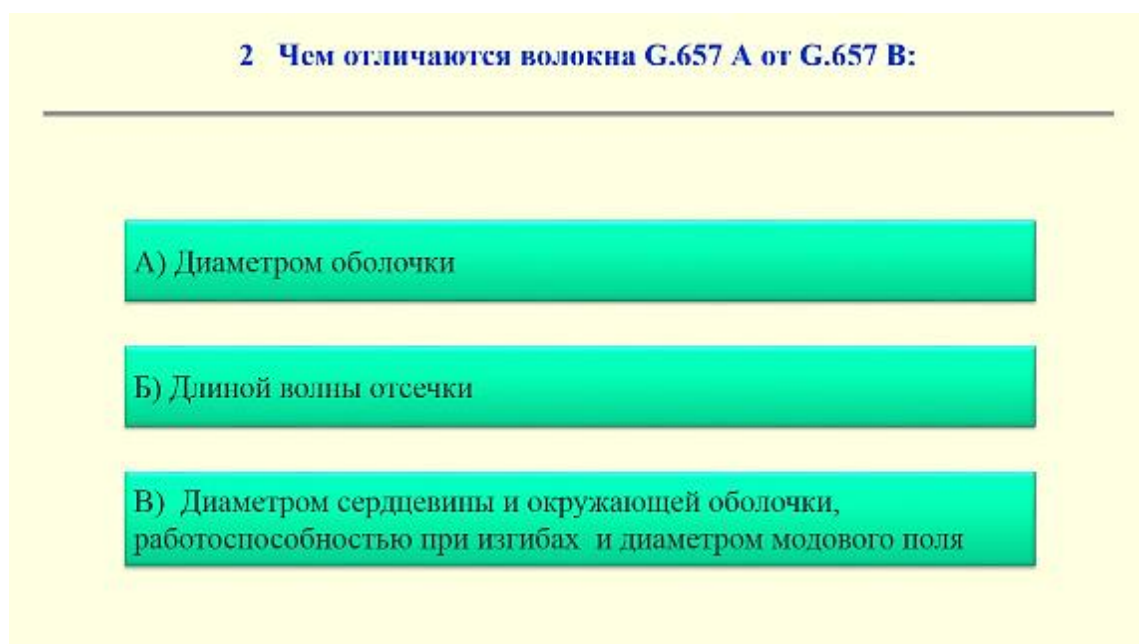 2 Чем отличаются волокна G.657 A от G.657 B:
А) Диаметром оболочки
Б) Длиной волны отсечки
В) Диаметром сердцевины и окружающей оболочки,
работоспособностью при изгибах и диаметром модового поля